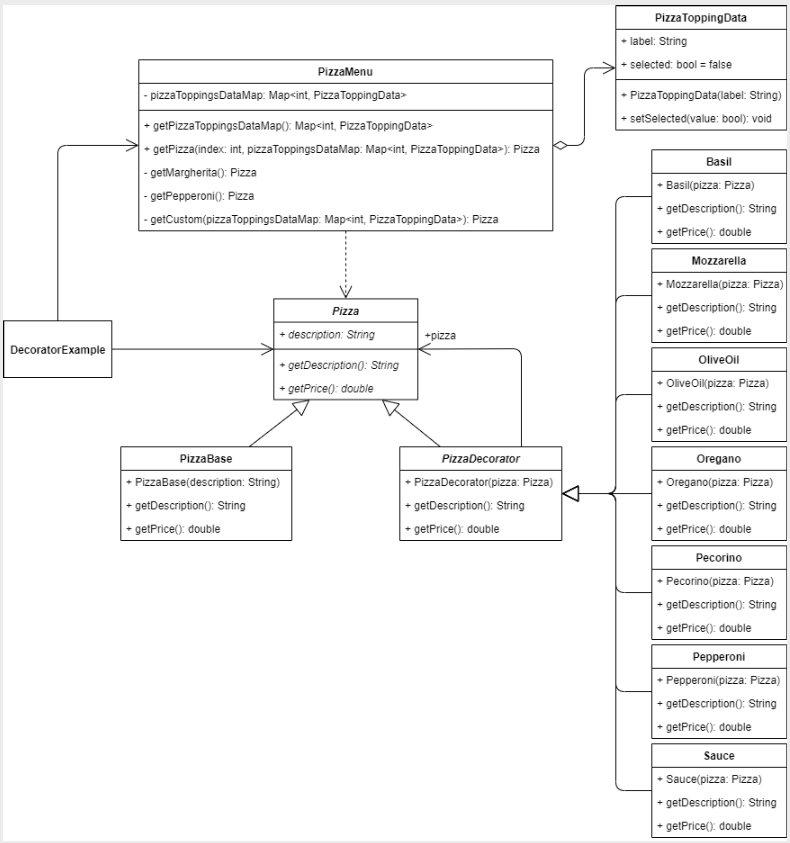 PizzaToppingData
+ label: String
+ selected: bool = false
+ PizzaToppingData(label: String)
+ setSelected(value: bool): void
PizzaMenu
- pizzaToppingsDataMap: Map<int, PizzaToppingData>
+ getPizzaToppingsDataMap(): Map<int, PizzaToppingData>
+ getPizza(index: int, pizzaToppingsDataMap: Map<int, PizzaToppingData>): Pizza
- getMargherita(): Pizza
- getPepperoni(): Pizza
- getCustom(pizzaToppingsDataMap: Map<int, PizzaToppingData>): Pizza
DecoratorExample
Pizza
+ description: String
+ getDescription(): String
+ getPrice(): double
+pizza
PizzaBase
+ PizzaBase(description: String)
+ getDescription(): String
+ getPrice(): double
PizzaDecorator
+ PizzaDecorator(pizza: Pizza)
+ getDescription(): String
+ getPrice(): double
Basil
+ Basil(pizza: Pizza)
+ getDescription(): String
+ getPrice(): double
Mozzarella
+ Mozzarella(pizza: Pizza)
+ getDescription(): String
+ getPrice(): double
OliveOil
+ OliveOil(pizza: Pizza)
+ getDescription(): String
+ getPrice(): double
Oregano
+ Oregano(pizza: Pizza)
+ getDescription(): String
+ getPrice(): double
Pecorino
+ Pecorino(pizza: Pizza)
+ getDescription(): String
+ getPrice(): double
Pepperoni
+ Pepperoni(pizza: Pizza)
+ getDescription(): String
+ getPrice(): double
Sauce
+ Sauce(pizza: Pizza)
+ getDescription(): String
+ getPrice(): double